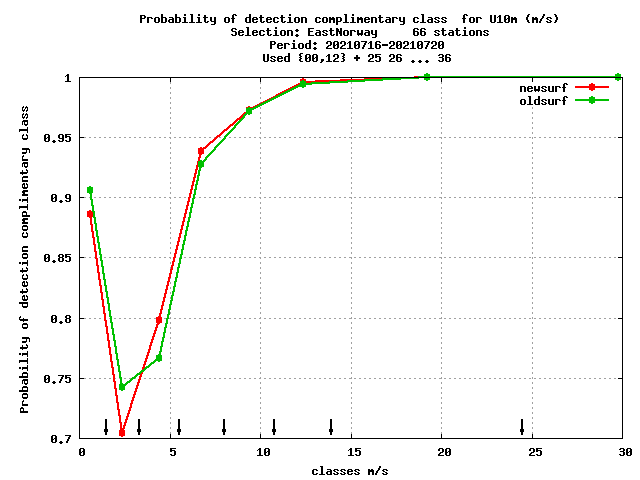 Probability of detection complimentary class  for U10m (m/s)
Selection: EastNorway     66 stations
Period: 20210716-20210720
Used {00,12} + 25 26 ... 36
newsurf
oldsurf
Probability of detection complimentary class
1
0.95
0.9
0.85
0.8
0.75
0.7
0 5 10 15 20 25 30
classes m/s